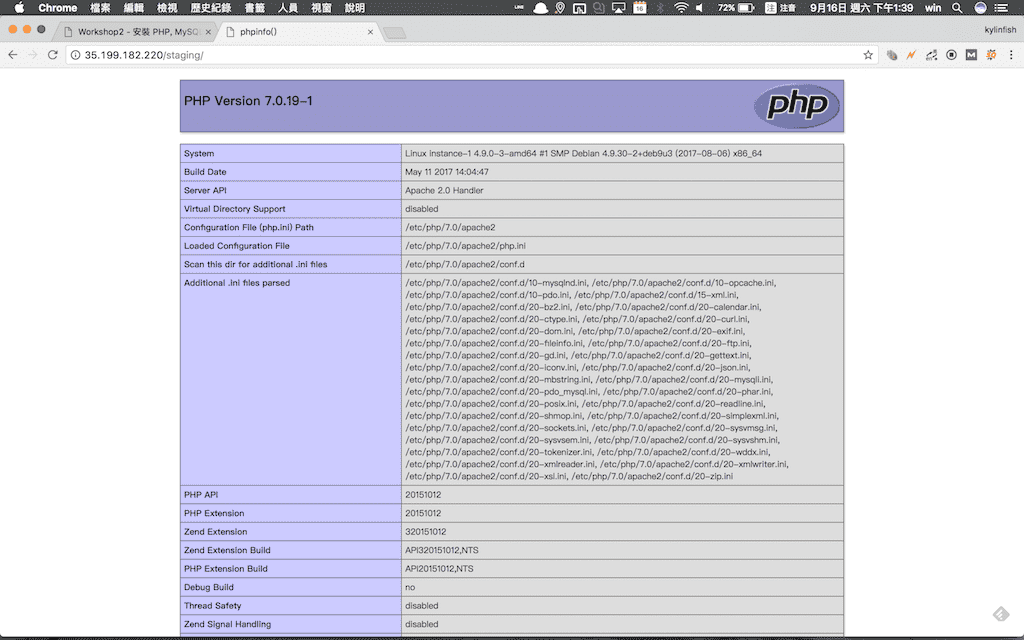 Chrome 檔案 編輯 檢視 歷史紀錄 書籤 人員 視窗 說明 LINE 16 72% 注 注音 9月16日 週六 下午1:39 win
Workshop2 - 安裝 PHP, MySQ × phpinfo() × kylinfish
35.199.182.220/staging/
PHP Version 7.0.19-1 php
System Linux instance-1 4.9.0-3-amd64 #1 SMP Debian 4.9.30-2+deb9u3 (2017-08-06) x86_64
Build Date May 11 2017 14:04:47
Server API Apache 2.0 Handler
Virtual Directory Support disabled
Configuration File (php.ini) Path /etc/php/7.0/apache2
Loaded Configuration File /etc/php/7.0/apache2/php.ini
Scan this dir for additional .ini files /etc/php/7.0/apache2/conf.d
Additional .ini files parsed /etc/php/7.0/apache2/conf.d/10-mysqlnd.ini, /etc/php/7.0/apache2/conf.d/10-opcache.ini,
/etc/php/7.0/apache2/conf.d/10-pdo.ini, /etc/php/7.0/apache2/conf.d/15-xml.ini,
/etc/php/7.0/apache2/conf.d/20-bz2.ini, /etc/php/7.0/apache2/conf.d/20-calendar.ini,
/etc/php/7.0/apache2/conf.d/20-ctype.ini, /etc/php/7.0/apache2/conf.d/20-curl.ini,
/etc/php/7.0/apache2/conf.d/20-dom.ini, /etc/php/7.0/apache2/conf.d/20-exif.ini,
/etc/php/7.0/apache2/conf.d/20-fileinfo.ini, /etc/php/7.0/apache2/conf.d/20-ftp.ini,
/etc/php/7.0/apache2/conf.d/20-gd.ini, /etc/php/7.0/apache2/conf.d/20-gettext.ini,
/etc/php/7.0/apache2/conf.d/20-iconv.ini, /etc/php/7.0/apache2/conf.d/20-json.ini,
/etc/php/7.0/apache2/conf.d/20-mbstring.ini, /etc/php/7.0/apache2/conf.d/20-mysqli.ini,
/etc/php/7.0/apache2/conf.d/20-pdo_mysql.ini, /etc/php/7.0/apache2/conf.d/20-phar.ini,
/etc/php/7.0/apache2/conf.d/20-posix.ini, /etc/php/7.0/apache2/conf.d/20-readline.ini,
/etc/php/7.0/apache2/conf.d/20-shmop.ini, /etc/php/7.0/apache2/conf.d/20-simplexml.ini,
/etc/php/7.0/apache2/conf.d/20-sockets.ini, /etc/php/7.0/apache2/conf.d/20-sysvmsg.ini,
/etc/php/7.0/apache2/conf.d/20-sysvsem.ini, /etc/php/7.0/apache2/conf.d/20-sysvshm.ini,
/etc/php/7.0/apache2/conf.d/20-tokenizer.ini, /etc/php/7.0/apache2/conf.d/20-wddx.ini,
/etc/php/7.0/apache2/conf.d/20-xmlreader.ini, /etc/php/7.0/apache2/conf.d/20-xmlwriter.ini,
/etc/php/7.0/apache2/conf.d/20-xsl.ini, /etc/php/7.0/apache2/conf.d/20-zip.ini
PHP API 20151012
PHP Extension 20151012
Zend Extension 320151012
Zend Extension Build API320151012,NTS
PHP Extension Build API20151012,NTS
Debug Build no
Thread Safety disabled
Zend Signal Handling disabled